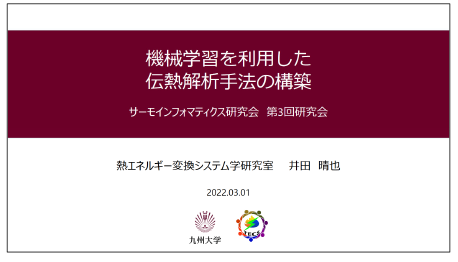 機械学習を利用した
伝熱解析手法の構築
サーモインフォマティクス研究会 第3回研究会
熱エネルギー変換システム学研究室 井田 晴也
2022.03.01
九州大学
TECS